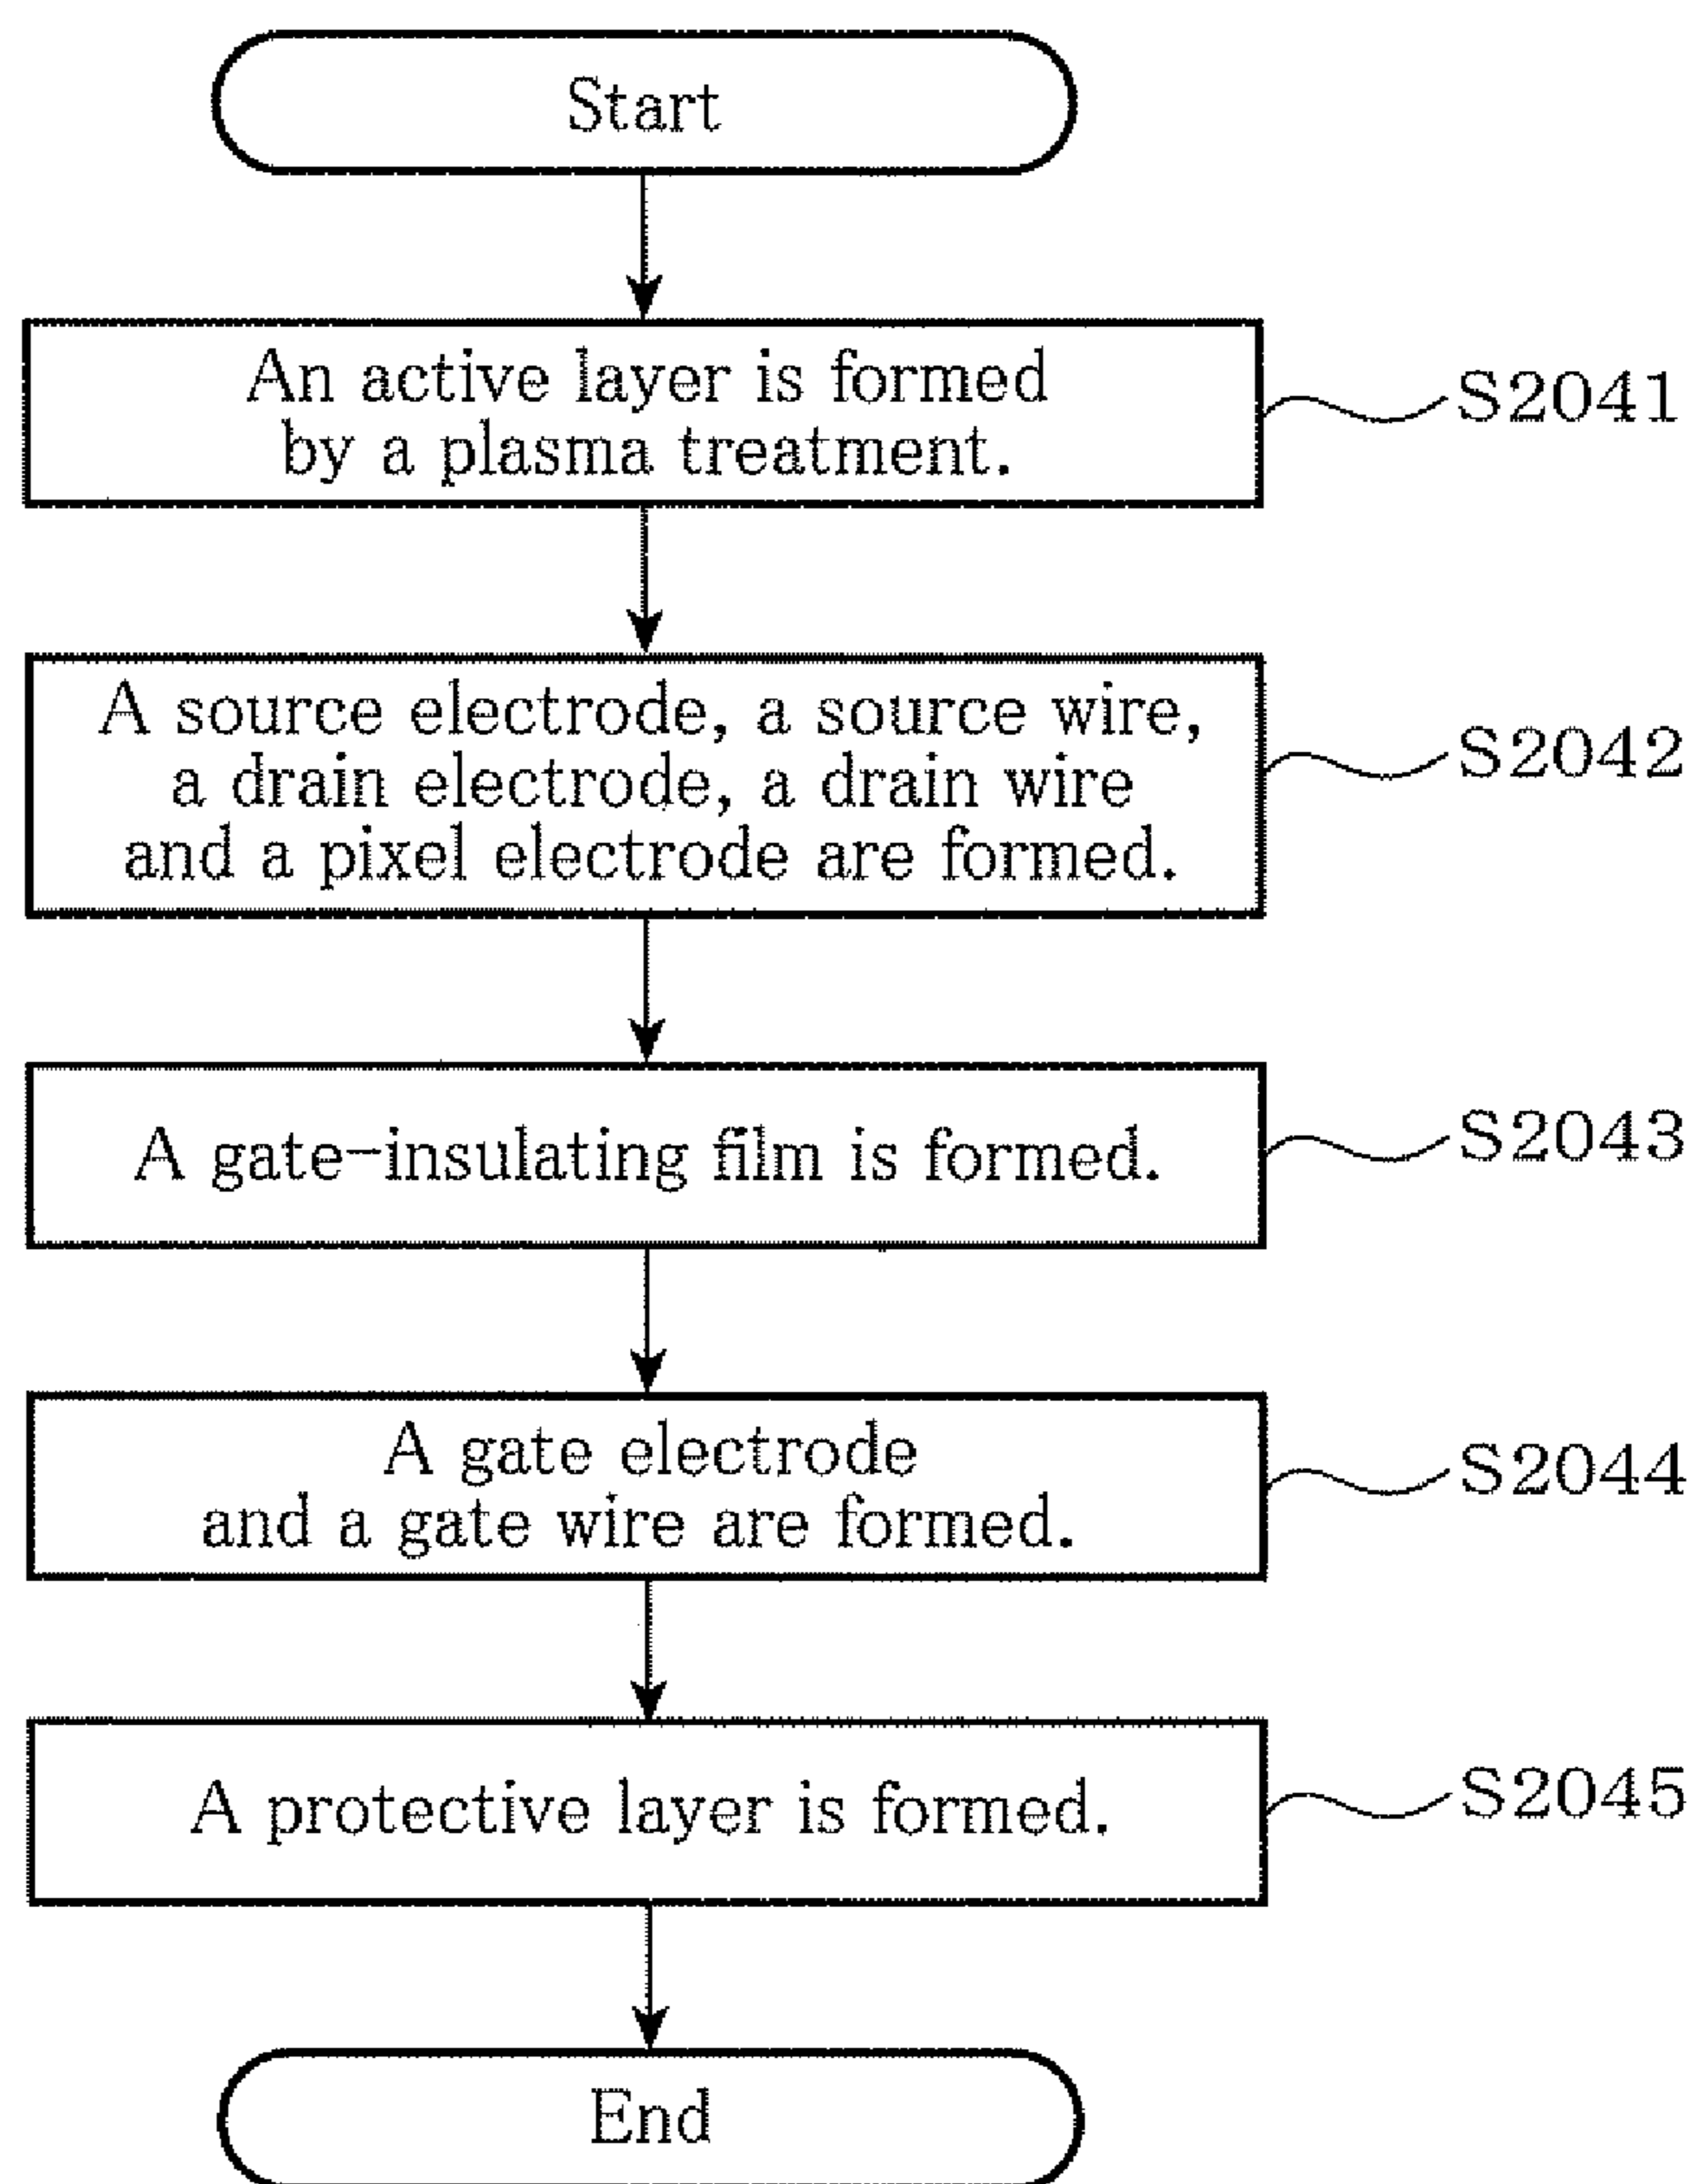 Start
An active layer is formed
by a plasma treatment.
S2041
A source electrode, a source wire,
a drain electrode, a drain wire
and a pixel electrode are formed.
S2042
A gate-insulating film is formed.
S2043
A gate electrode
and a gate wire are formed.
S2044
A protective layer is formed.
S2045
End